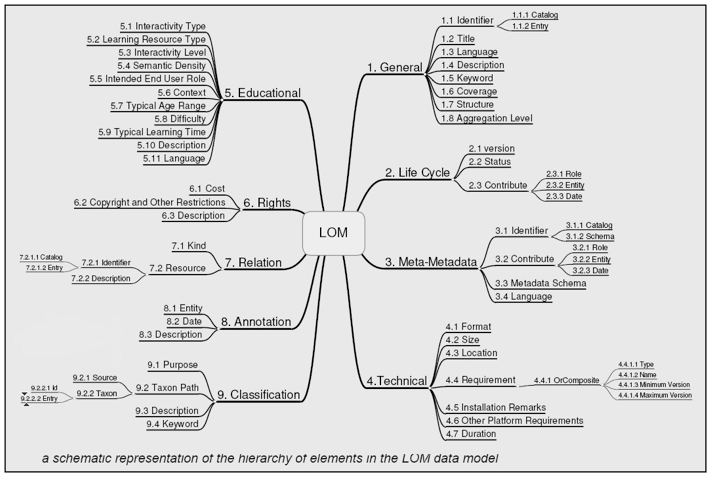 LOM
1. General
1.1 Identifier
1.1.1 Catalog
1.1.2 Entry
1.2 Title
1.3 Language
1.4 Description
1.5 Keyword
1.6 Coverage
1.7 Structure
1.8 Aggregation Level
2. Life Cycle
2.1 version
2.2 Status
2.3 Contribute
2.3.1 Role
2.3.2 Entity
2.3.3 Date
3. Meta-Metadata
3.1 Identifier
3.1.1 Catalog
3.1.2 Schema
3.2 Contribute
3.2.1 Role
3.2.2 Entity
3.2.3 Date
3.3 Metadata Schema
3.4 Language
4.Technical
4.1 Format
4.2 Size
4.3 Location
4.4 Requirement
4.4.1 OrComposite
4.4.1.1 Type
4.4.1.2 Name
4.4.1.3 Minimum Version
4.4.1.4 Maximum Version
4.5 Installation Remarks
4.6 Other Platform Requirements
4.7 Duration
5. Educational
5.1 Interactivity Type
5.2 Learning Resource Type
5.3 Interactivity Level
5.4 Semantic Density
5.5 Intended End User Role
5.6 Context
5.7 Typical Age Range
5.8 Difficulty
5.9 Typical Learning Time
5.10 Description
5.11 Language
6. Rights
6.1 Cost
6.2 Copyright and Other Restrictions
6.3 Description
7. Relation
7.1 Kind
7.2 Resource
7.2.1 Identifier
7.2.1.1 Catalog
7.2.1.2 Entry
7.2.2 Description
8. Annotation
8.1 Entity
8.2 Date
8.3 Description
9. Classification
9.1 Purpose
9.2 Taxon Path
9.2.1 Source
9.2.2 Taxon
9.2.2.1 Id
9.2.2.2 Entry
9.3 Description
9.4 Keyword
a schematic representation of the hierarchy of elements in the LOM data model